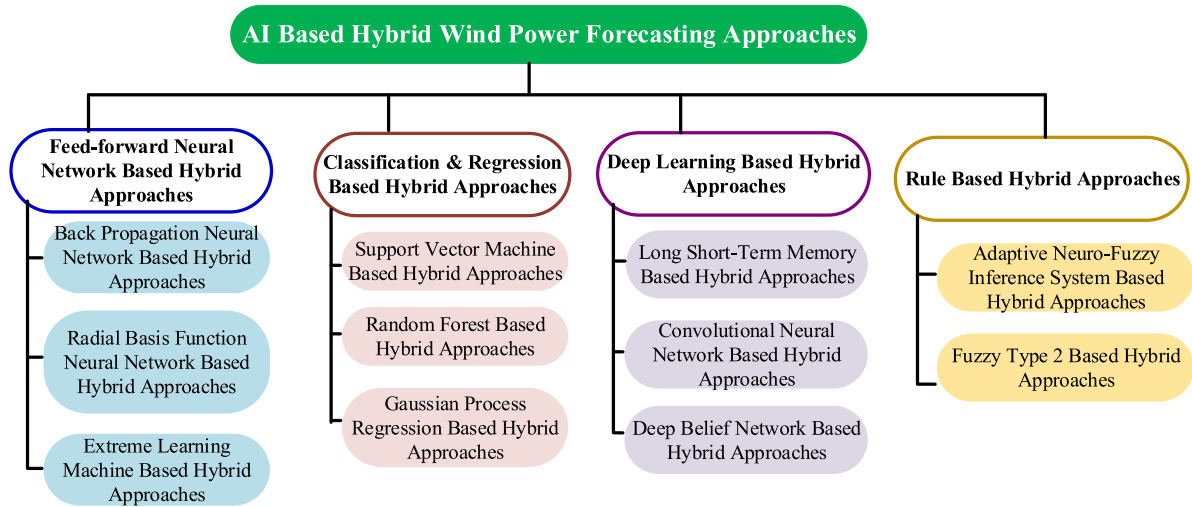 AI Based Hybrid Wind Power Forecasting Approaches
Feed-forward Neural
Network Based Hybrid
Approaches
Back Propagation Neural
Network Based Hybrid
Approaches
Radial Basis Function
Neural Network Based
Hybrid Approaches
Extreme Learning
Machine Based Hybrid
Approaches
Classification & Regression
Based Hybrid Approaches
Support Vector Machine
Based Hybrid Approaches
Random Forest Based
Hybrid Approaches
Gaussian Process
Regression Based Hybrid
Approaches
Deep Learning Based Hybrid
Approaches
Long Short-Term Memory
Based Hybrid Approaches
Convolutional Neural
Network Based Hybrid
Approaches
Deep Belief Network Based
Hybrid Approaches
Rule Based Hybrid Approaches
Adaptive Neuro-Fuzzy
Inference System Based
Hybrid Approaches
Fuzzy Type 2 Based Hybrid
Approaches